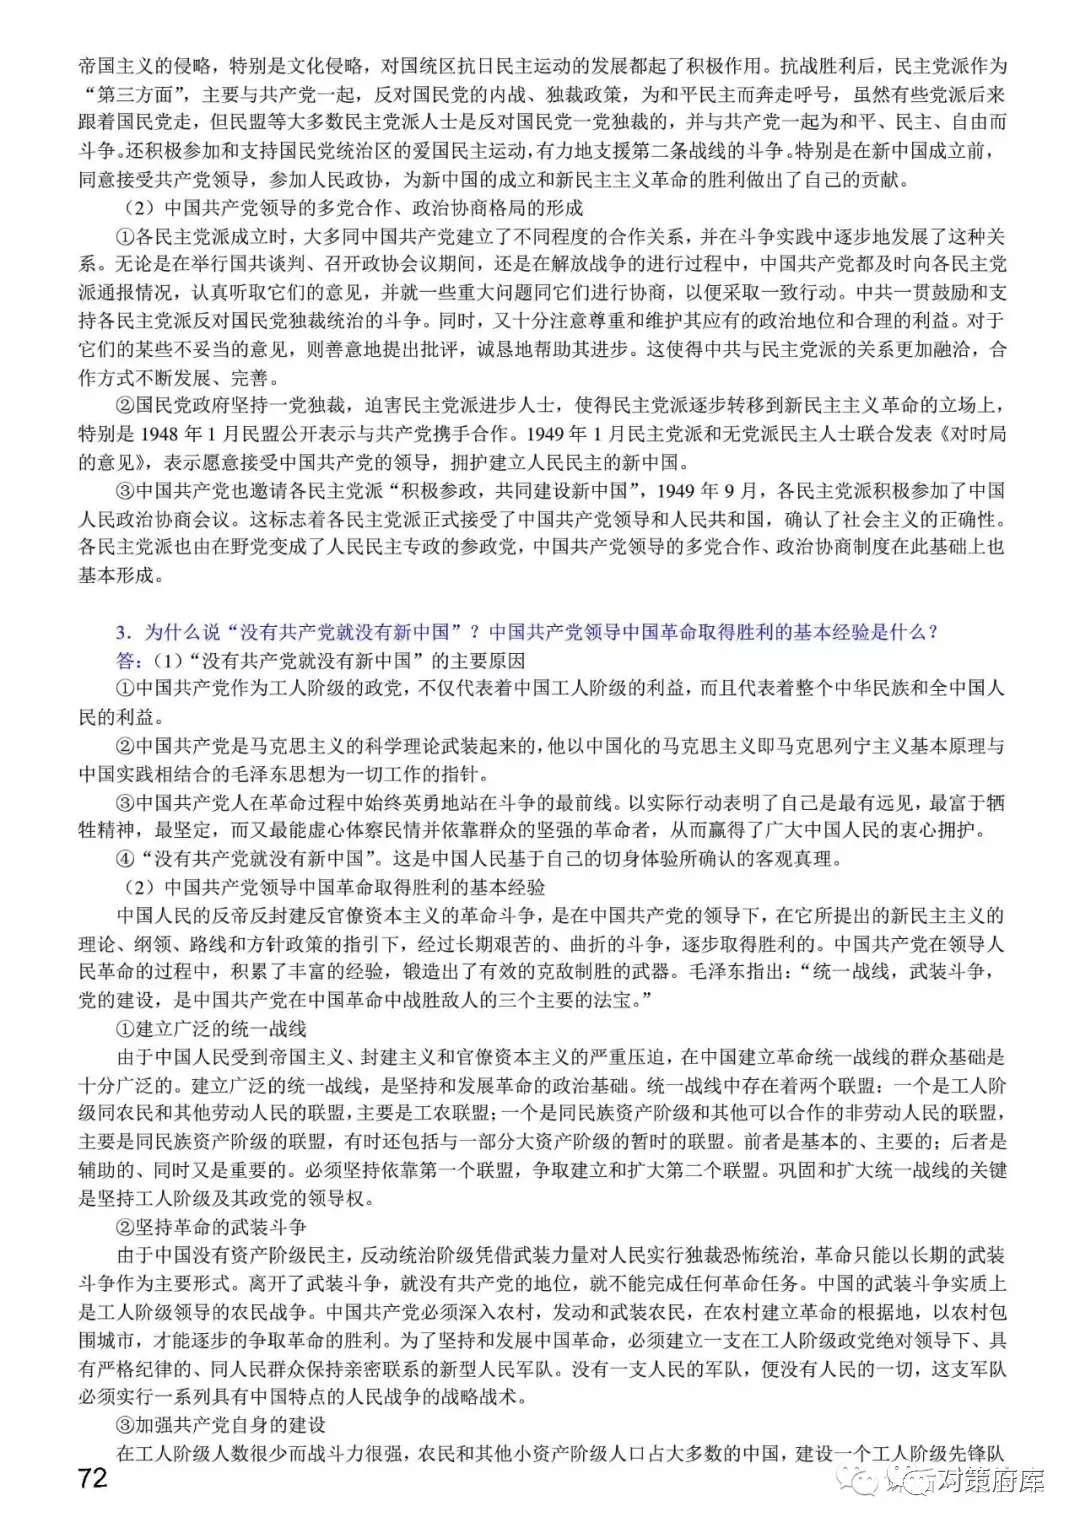 帝国主义的侵略，特别是文化侵略，对国统区抗日民主运动的发展都起了积极作用。抗战胜利后，民主党派作为
“第三方面”，主要与共产党一起，反对国民党的内战、独裁政策，为和平民主而奔走呼号，虽然有些党派后来
跟着国民党走，但民盟等大多数民主党派人士是反对国民党一党独裁的，并与共产党一起为和平、民主、自由而
斗争。还积极参加和支持国民党统治区的爱国民主运动，有力地支援第二条战线的斗争。特别是在新中国成立前，
同意接受共产党领导，参加人民政协，为新中国的成立和新民主主义革命的胜利做出了自己的贡献。
（2）中国共产党领导的多党合作、政治协商格局的形成
①各民主党派成立时，大多同中国共产党建立了不同程度的合作关系，并在斗争实践中逐步地发展了这种关
系。无论是在举行国共谈判、召开政协会议期间，还是在解放战争的进行过程中，中国共产党都及时向各民主党
派通报情况，认真听取它们的意见，并就一些重大问题同它们进行协商，以便采取一致行动。中共一贯鼓励和支
持各民主党派反对国民党独裁统治的斗争。同时，又十分注意尊重和维护其应有的政治地位和合理的利益。对于
它们的某些不妥当的意见，则善意地提出批评，诚恳地帮助其进步。这使得中共与民主党派的关系更加融洽，合
作方式不断发展、完善。
②国民党政府坚持一党独裁，迫害民主党派进步人士，使得民主党派逐步转移到新民主主义革命的立场上，
特别是 1948 年 1 月民盟公开表示与共产党携手合作。1949 年 1 月民主党派和无党派民主人士联合发表《对时局
的意见》，表示愿意接受中国共产党的领导，拥护建立人民民主的新中国。
③中国共产党也邀请各民主党派“积极参政，共同建设新中国”，1949 年 9 月，各民主党派积极参加了中国
人民政治协商会议。这标志着各民主党派正式接受了中国共产党领导和人民共和国，确认了社会主义的正确性。
各民主党派也由在野党变成了人民民主专政的参政党，中国共产党领导的多党合作、政治协商制度在此基础上也
基本形成。
3．为什么说“没有共产党就没有新中国”？中国共产党领导中国革命取得胜利的基本经验是什么？
答：（1）“没有共产党就没有新中国”的主要原因
①中国共产党作为工人阶级的政党，不仅代表着中国工人阶级的利益，而且代表着整个中华民族和全中国人
民的利益。
②中国共产党是马克思主义的科学理论武装起来的，他以中国化的马克思主义即马克思列宁主义基本原理与
中国实践相结合的毛泽东思想为一切工作的指针。
③中国共产党人在革命过程中始终英勇地站在斗争的最前线。以实际行动表明了自己是最有远见，最富于牺
牲精神，最坚定，而又最能虚心体察民情并依靠群众的坚强的革命者，从而赢得了广大中国人民的衷心拥护。
④“没有共产党就没有新中国”。这是中国人民基于自己的切身体验所确认的客观真理。
（2）中国共产党领导中国革命取得胜利的基本经验
中国人民的反帝反封建反官僚资本主义的革命斗争，是在中国共产党的领导下，在它所提出的新民主主义的
理论、纲领、路线和方针政策的指引下，经过长期艰苦的、曲折的斗争，逐步取得胜利的。中国共产党在领导人
民革命的过程中，积累了丰富的经验，锻造出了有效的克敌制胜的武器。毛泽东指出：“统一战线，武装斗争，
党的建设，是中国共产党在中国革命中战胜敌人的三个主要的法宝。”
①建立广泛的统一战线
由于中国人民受到帝国主义、封建主义和官僚资本主义的严重压迫，在中国建立革命统一战线的群众基础是
十分广泛的。建立广泛的统一战线，是坚持和发展革命的政治基础。统一战线中存在着两个联盟：一个是工人阶
级同农民和其他劳动人民的联盟，主要是工农联盟；一个是同民族资产阶级和其他可以合作的非劳动人民的联盟，
主要是同民族资产阶级的联盟，有时还包括与一部分大资产阶级的暂时的联盟。前者是基本的、主要的；后者是
辅助的、同时又是重要的。必须坚持依靠第一个联盟，争取建立和扩大第二个联盟。巩固和扩大统一战线的关键
是坚持工人阶级及其政党的领导权。
②坚持革命的武装斗争
由于中国没有资产阶级民主，反动统治阶级凭借武装力量对人民实行独裁恐怖统治，革命只能以长期的武装
斗争作为主要形式。离开了武装斗争，就没有共产党的地位，就不能完成任何革命任务。中国的武装斗争实质上
是工人阶级领导的农民战争。中国共产党必须深入农村，发动和武装农民，在农村建立革命的根据地，以农村包
围城市，才能逐步的争取革命的胜利。为了坚持和发展中国革命，必须建立一支在工人阶级政党绝对领导下、具
有严格纪律的、同人民群众保持亲密联系的新型人民军队。没有一支人民的军队，便没有人民的一切，这支军队
必须实行一系列具有中国特点的人民战争的战略战术。
③加强共产党自身的建设
在工人阶级人数很少而战斗力很强，农民和其他小资产阶级人口占大多数的中国，建设一个工人阶级先锋队
72
对策府库